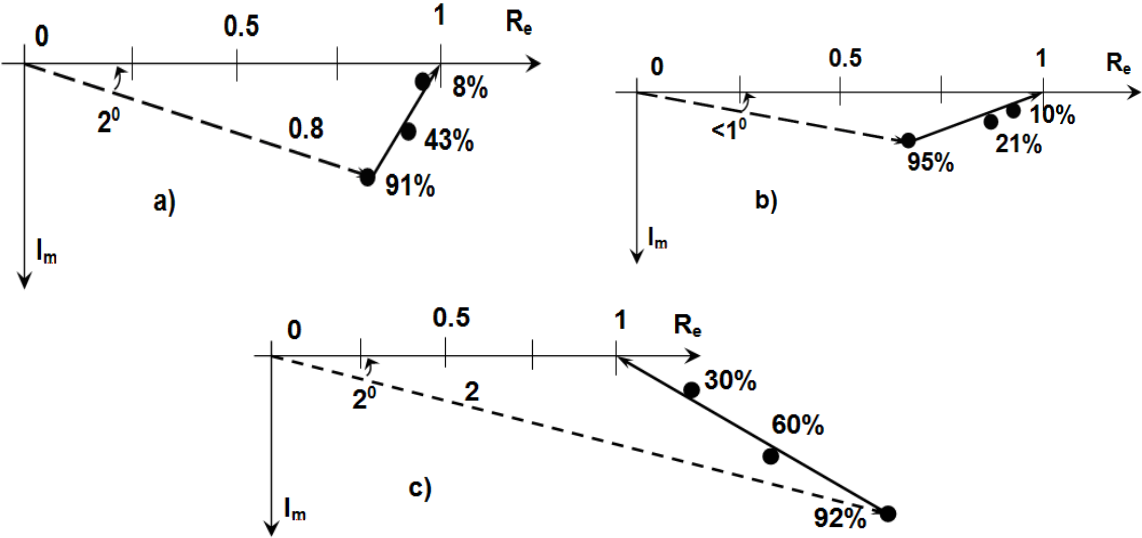 0 0.5 1 Re
2⁰ 0.8 8%
43%
91%
a)
Im
0 0.5 1 Re
<1⁰ 10%
21%
95%
b)
Im
0 0.5 1 Re
2⁰ 2 30%
60%
92%
c)
Im